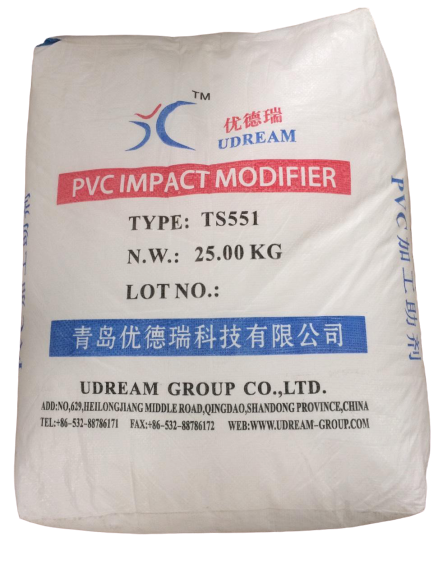 TM
优德瑞
UDREAM
PVC IMPACT MODIFIER
TYPE: TS551
N.W.: 25.00 KG
LOT NO.:
青岛优德瑞科技有限公司
UDREAM GROUP CO.,LTD.
ADD:NO,629,HEILONGJIANG MIDDLE ROAD,QINGDAO,SHANDONG PROVINCE,CHINA
TEL:+86-532-88786171 FAX:+86-532-88786172 WEB:WWW.UDREAM-GROUP.COM
PVC加工助剂